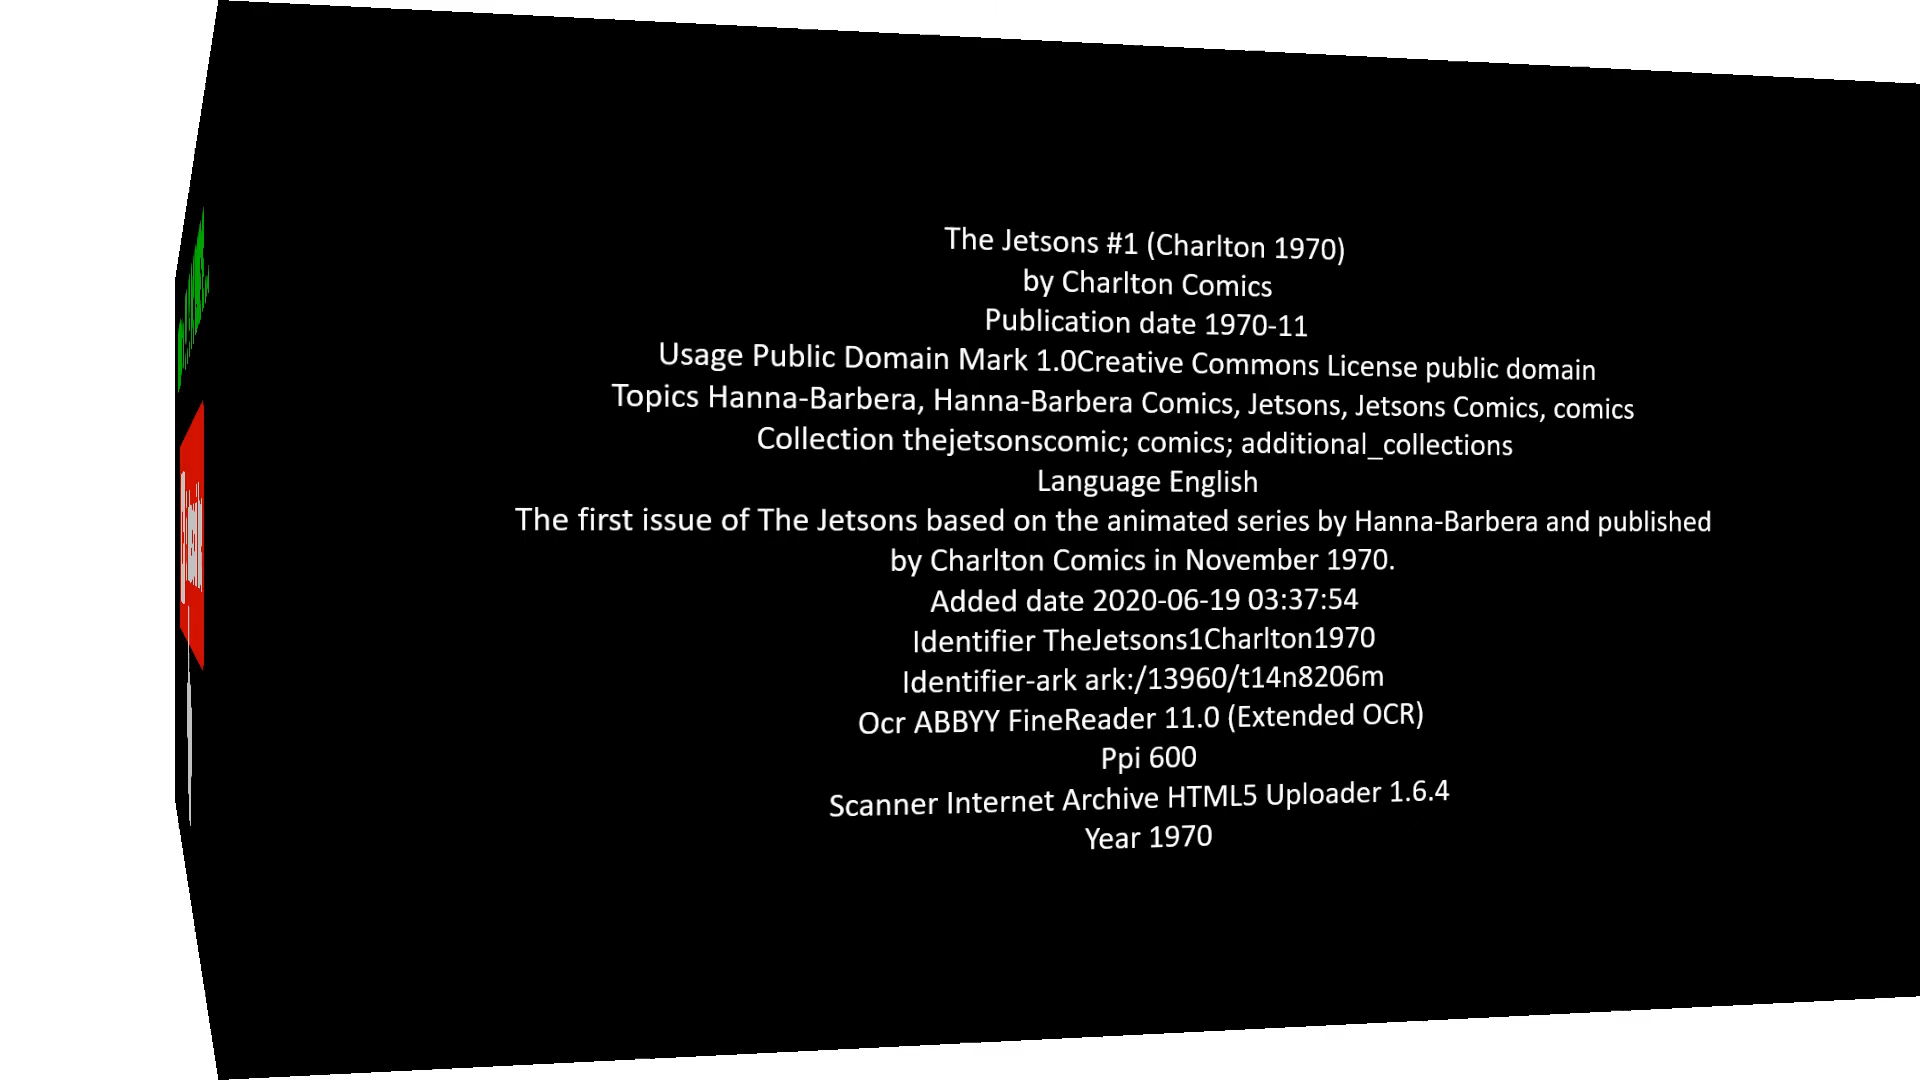 The Jetsons #1 (Charlton 1970)
by Charlton Comics
Publication date 1970-11
Usage Public Domain Mark 1.0Creative Commons License public domain
Topics Hanna-Barbera, Hanna-Barbera Comics, Jetsons, Jetsons Comics, comics
Collection thejetsonscomic; comics; additional_collections
Language English
The first issue of The Jetsons based on the animated series by Hanna-Barbera and published
by Charlton Comics in November 1970.
Added date 2020-06-19 03:37:54
Identifier TheJetsons1Charlton1970
Identifier-ark ark:/13960/t14n8206m
Ocr ABBYY FineReader 11.0 (Extended OCR)
Ppi 600
Scanner Internet Archive HTML5 Uploader 1.6.4
Year 1970